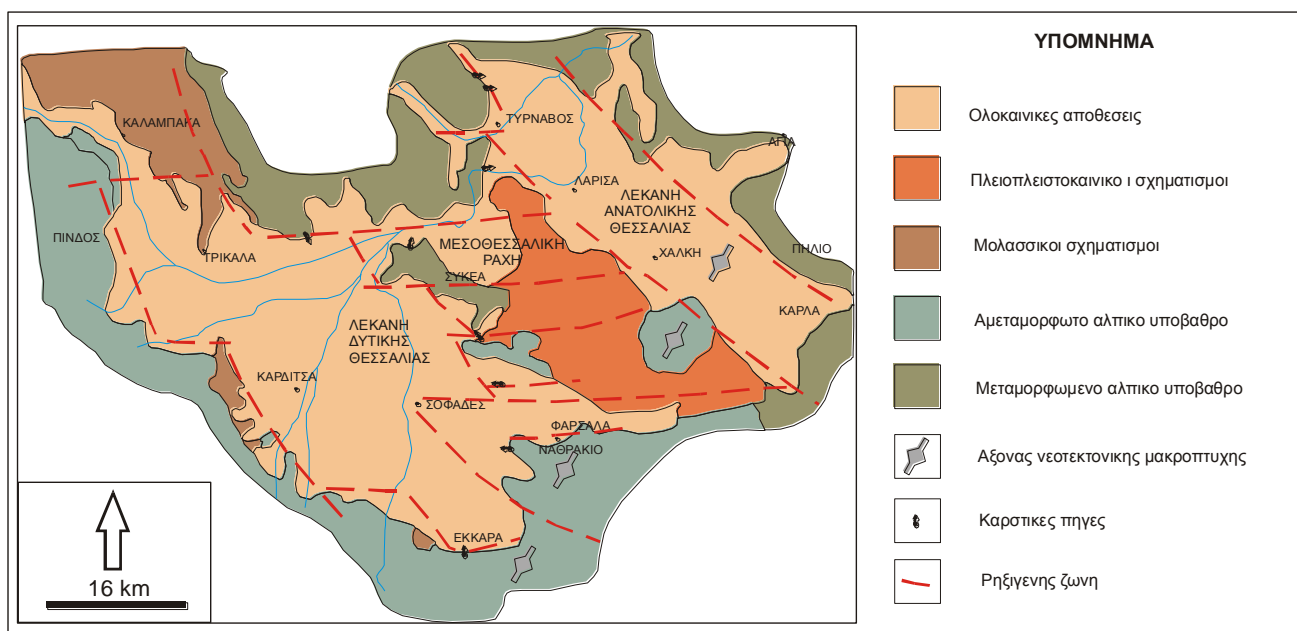 ΚΑΛΑΜΠΑΚΑ
ΤΥΡΝΑΒΟΣ
ΑΓΙΑ
ΛΑΡΙΣΑ
ΛΕΚΑΝΗ
ΑΝΑΤΟΛΙΚΗΣ
ΘΕΣΣΑΛΙΑΣ
ΠΙΝΔΟΣ
ΤΡΙΚΑΛΑ
ΜΕΣΟΘΕΣΣΑΛΙΚΗ
ΡΑΧΗ
ΧΑΛΚΗ
ΠΗΛΙΟ
ΣΥΚΕΑ
ΚΑΡΛΑ
ΛΕΚΑΝΗ
ΔΥΤΙΚΗΣ
ΘΕΣΣΑΛΙΑΣ
ΚΑΡΔΙΤΣΑ
ΣΟΦΑΔΕΣ
ΦΑΡΣΑΛΑ
ΝΑΘΡΑΚΙΟ
ΕΚΚΑΡΑ
16 km
ΥΠΟΜΝΗΜΑ
Ολοκαινικες αποθεσεις
Πλειοπλειστοκαινικο ι σχηματισμοι
Μολασσικοι σχηματισμοι
Αμεταμορφωτο αλπικο υποβαθρο
Μεταμορφωμενο αλπικο υποβαθρο
Αξονας νεοτεκτονικης μακροπτυχης
Καρστικες πηγες
Ρηξιγενης ζωνη